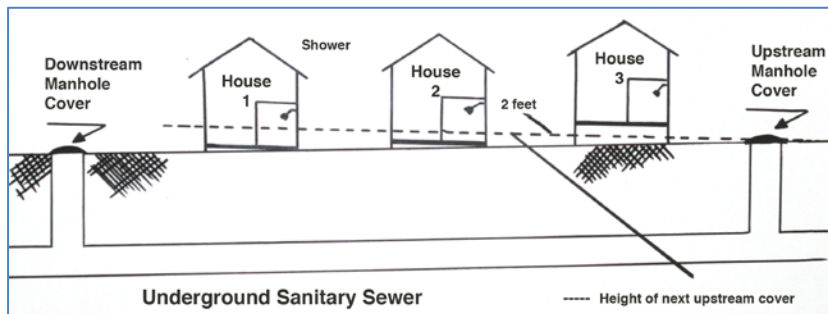 Shower
Downstream
Manhole
Cover
House
1
House
2
House
3
Upstream
Manhole
Cover
2 feet
Underground Sanitary Sewer
----- Height of next upstream cover